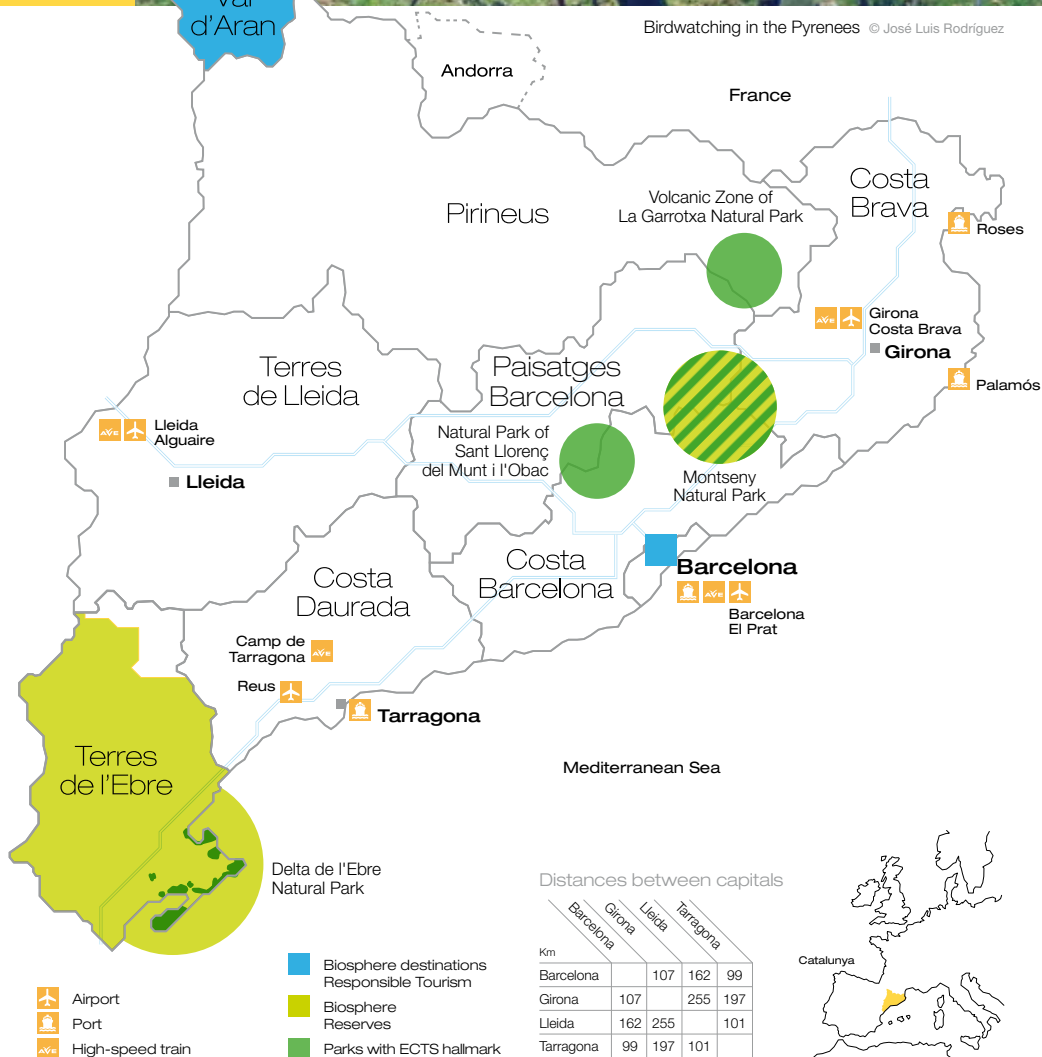 Val
d'Aran
Birdwatching in the Pyrenees © José Luis Rodríguez
Andorra
France
Costa
Brava
Volcanic Zone of
La Garrotxa Natural Park
Pirineus
Roses
AVE
Girona
Costa Brava
Girona
Terres
de Lleida
Paisatges
Barcelona
Palamós
AVE
Lleida
Alguaire
Natural Park of
Sant Llorenç
del Munt i l'Obac
Lleida
Montseny
Natural Park
Costa
Barcelona
Barcelona
AVE
Barcelona
El Prat
Costa
Daurada
Camp de
Tarragona
AVE
Reus
Tarragona
Terres
de l'Ebre
Mediterranean Sea
Delta de l'Ebre
Natural Park
Distances between capitals
Barcelona Girona Lleida Tarragona
Km
Barcelona 107 162 99
Girona 107 255 197
Lleida 162 255 101
Tarragona 99 197 101
Catalunya
Airport
Port
AVE High-speed train
Biosphere destinations
Responsible Tourism
Biosphere
Reserves
Parks with ECTS hallmark